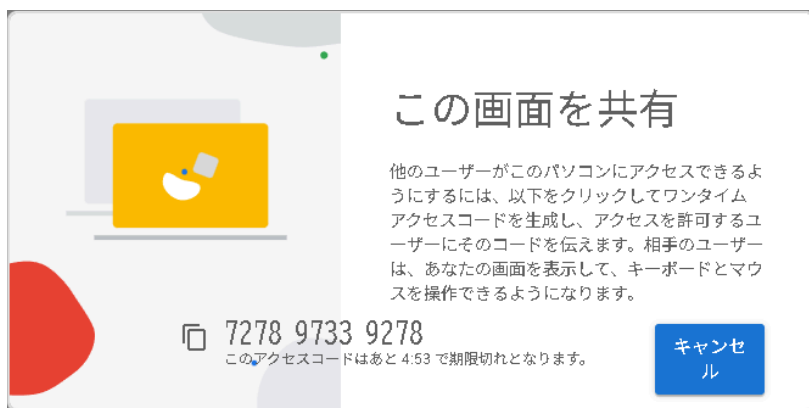 この画面を共有
他のユーザーがこのパソコンにアクセスできるよ
うにするには、以下をクリックしてワンタイム
アクセスコードを生成し、アクセスを許可するユ
ーザーにそのコードを伝えます。相手のユーザー
は、あなたの画面を表示して、キーボードとマウ
スを操作できるようになります。
7278 9733 9278
このアクセスコードはあと 4:53 で期限切れとなります。
キャンセ
ル